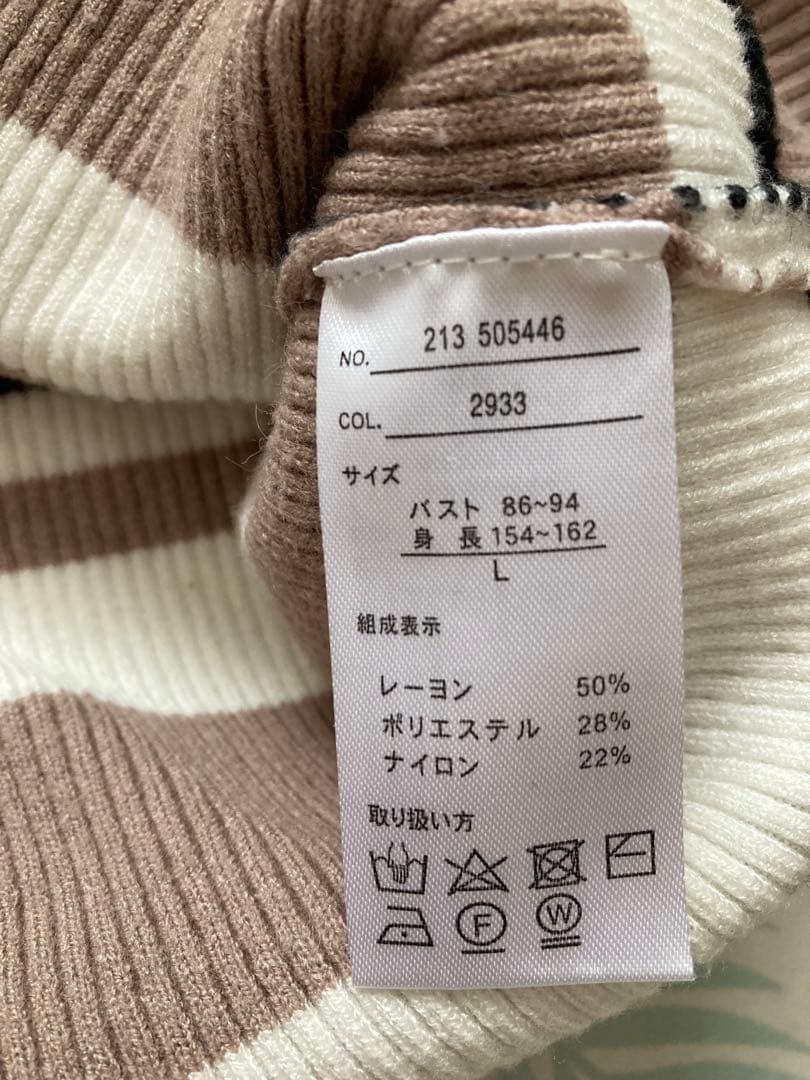 NO. 213 505446
COL. 2933
サイズ
バスト 86~94
身 長 154~162
L
組成表示
レーヨン 50%
ポリエステル 28%
ナイロン 22%
取り扱い方
F W